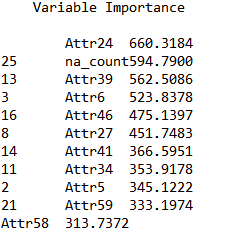 Variable Importance
Attr24 660.3184
25 na_count594.7900
13 Attr39 562.5086
3 Attr6 523.8378
16 Attr46 475.1397
8 Attr27 451.7483
14 Attr41 366.5951
11 Attr34 353.9178
2 Attr5 345.1222
21 Attr59 333.1974
Attr58 313.7372